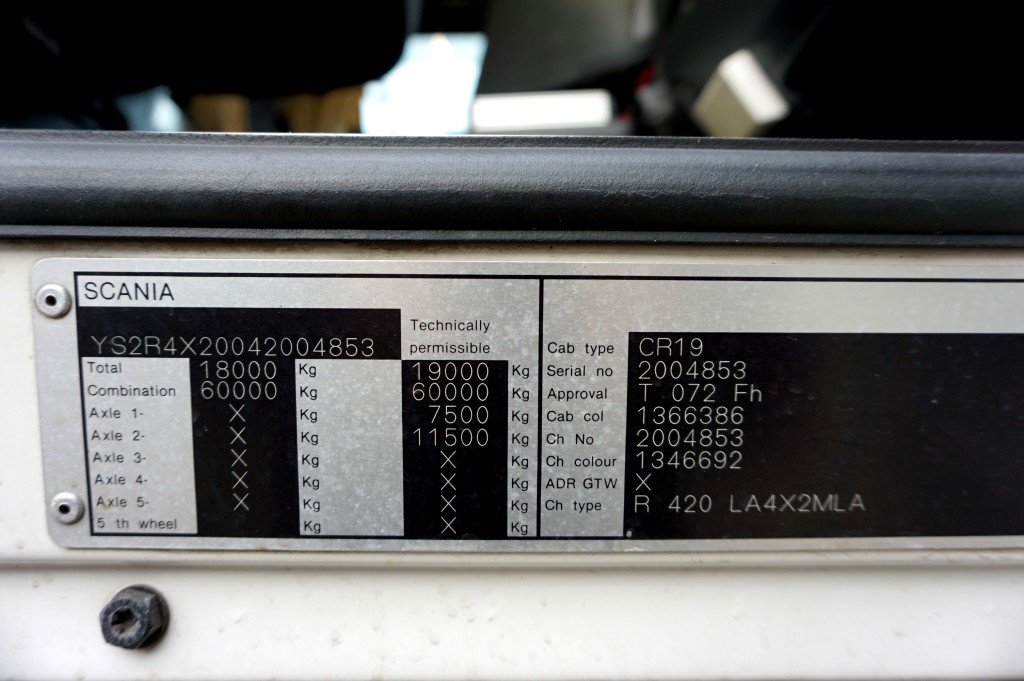 SCANIA
YS2R4X20042004853 Technically permissible
Total 18000 Kg 19000 Kg
Combination 60000 Kg 60000 Kg
Axle 1- X Kg 7500 Kg
Axle 2- X Kg 11500 Kg
Axle 3- X Kg X Kg
Axle 4- X Kg X Kg
Axle 5- X Kg X Kg
5 th wheel Kg X Kg
Cab type CR19
Serial no 2004853
Approval T 072 Fh
Cab col 1366386
Ch No 2004853
Ch colour 1346692
ADR GTW X
Ch type R 420 LA4X2MLA